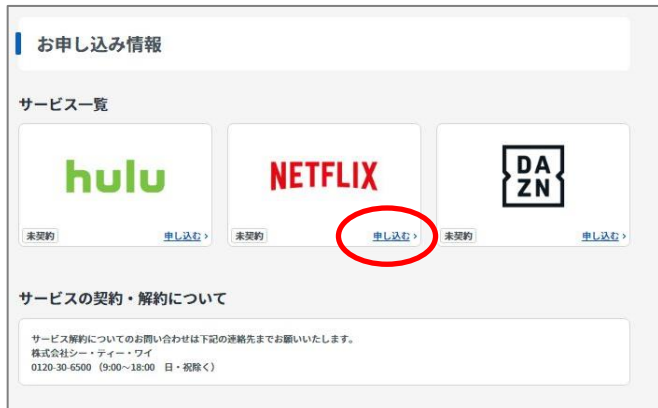 お申し込み情報
サービス一覧
hulu
NETFLIX
DA
ZN
未契約 申し込む ›
未契約 申し込む ›
未契約 申し込む ›
サービスの契約・解約について
サービス解約についてのお問い合わせは下記の連絡先までお願いいたします。
株式会社シー・ティー・ワイ
0120-30-6500（9:00～18:00　日・祝除く）